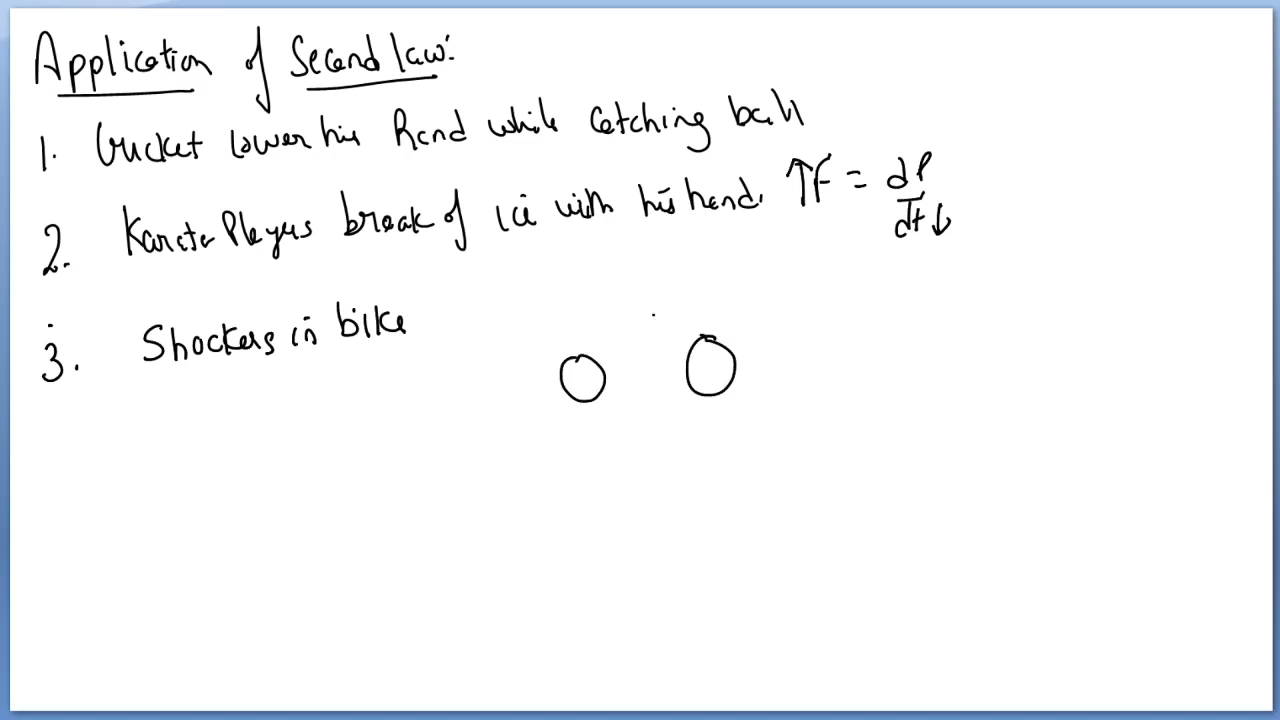 Application of Second law:
1. Cricket lower his Hand while Catching ball
2. Karate Players break of ice with his hand. ↑F = dP/dt↓
3. Shockers in bike